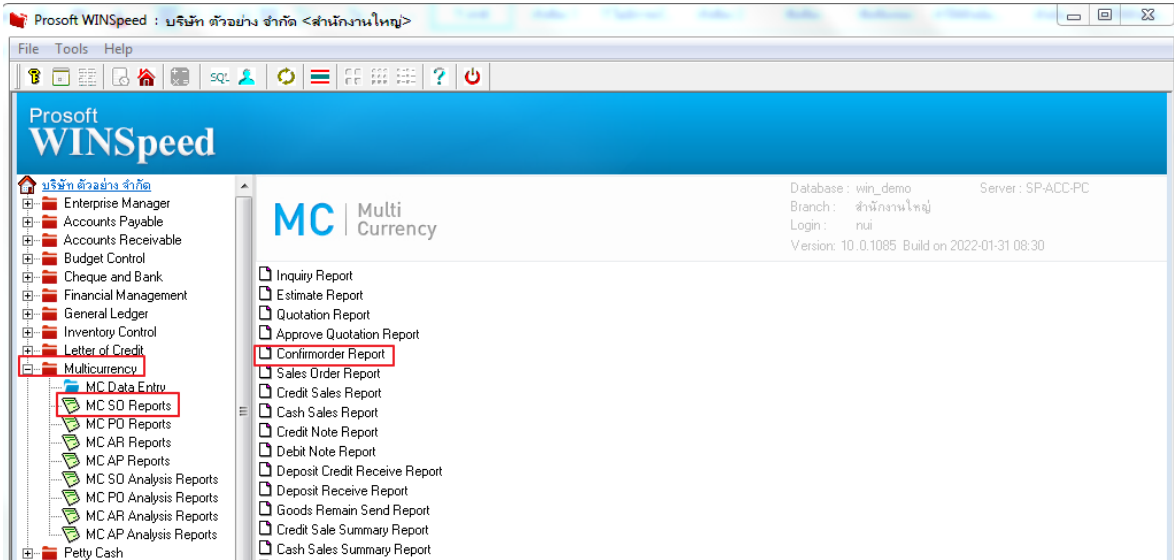 Prosoft WINSpeed : บริษัท ตัวอย่าง จำกัด <สำนักงานใหญ่>
File Tools Help
SQL
?
Prosoft
WINSpeed
บริษัท ตัวอย่าง จำกัด
Enterprise Manager
Accounts Payable
Accounts Receivable
Budget Control
Cheque and Bank
Financial Management
General Ledger
Inventory Control
Letter of Credit
Multicurrency
MC Data Entry
MC SO Reports
MC PO Reports
MC AR Reports
MC AP Reports
MC SO Analysis Reports
MC PO Analysis Reports
MC AR Analysis Reports
MC AP Analysis Reports
Petty Cash
MC Multi Currency
Database : win_demo Server : SP-ACC-PC
Branch : สำนักงานใหญ่
Login : nui
Version: 10.0.1085 Build on 2022-01-31 08:30
Inquiry Report
Estimate Report
Quotation Report
Approve Quotation Report
Confirmorder Report
Sales Order Report
Credit Sales Report
Cash Sales Report
Credit Note Report
Debit Note Report
Deposit Credit Receive Report
Deposit Receive Report
Goods Remain Send Report
Credit Sale Summary Report
Cash Sales Summary Report